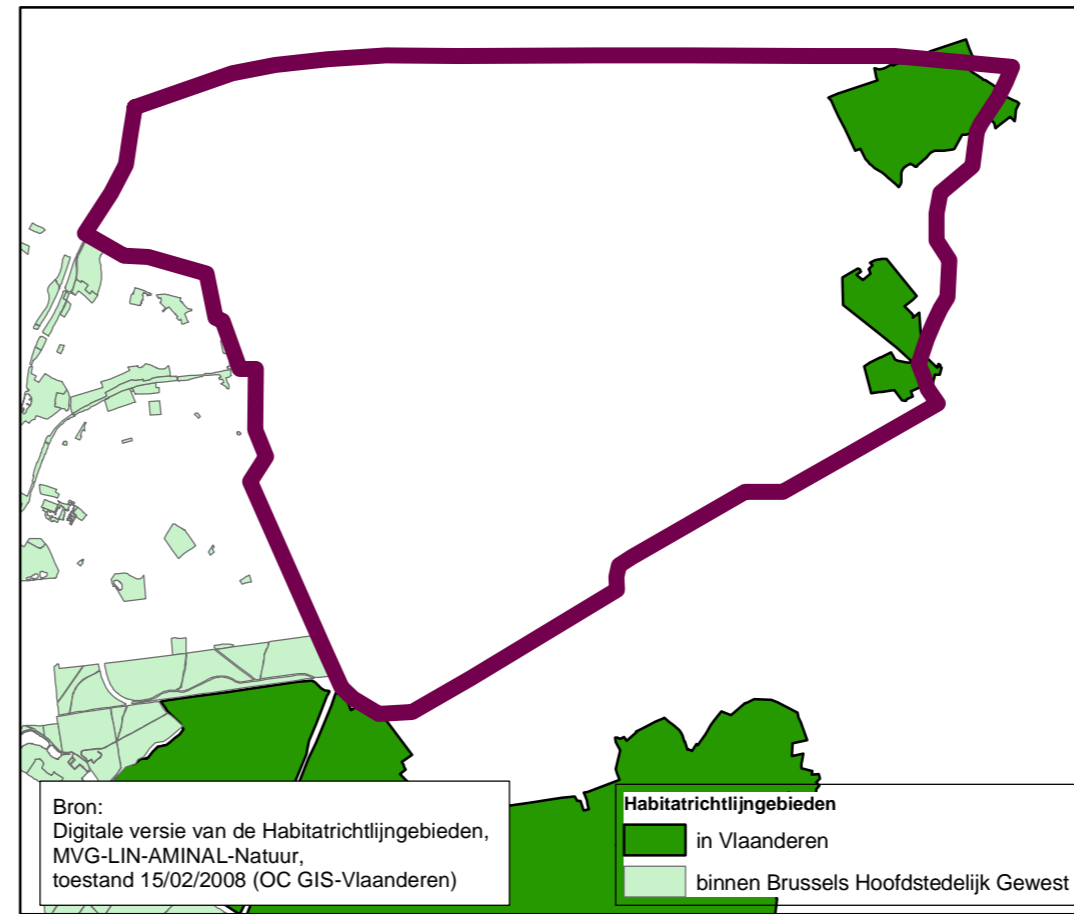 Bron:
Digitale versie van de Habitatrichtlijngebieden,
MVG-LIN-AMINAL-Natuur,
toestand 15/02/2008 (OC GIS-Vlaanderen)
Habitatrichtlijngebieden
in Vlaanderen
binnen Brussels Hoofdstedelijk Gewest